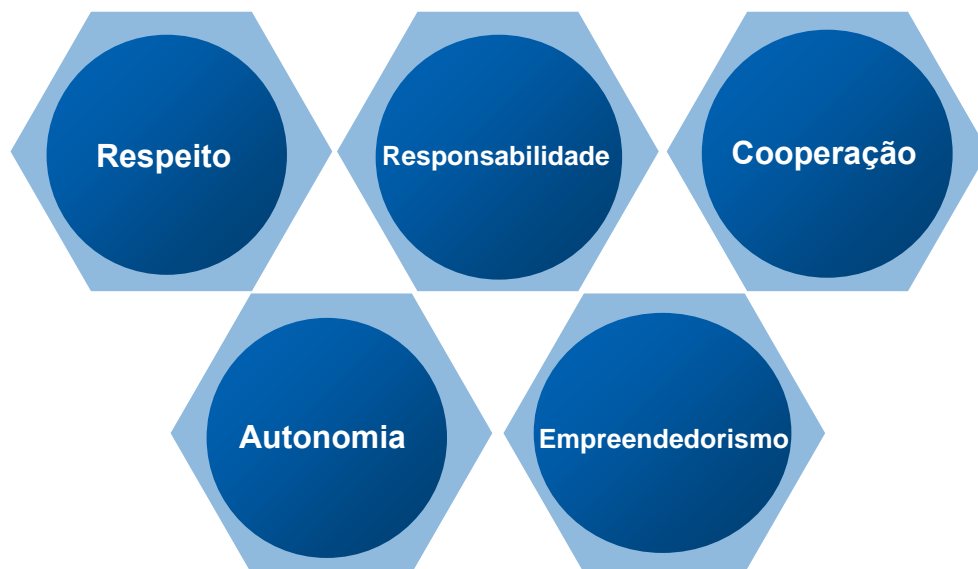 Respeito
Responsabilidade
Cooperação
Autonomia
Empreendedorismo